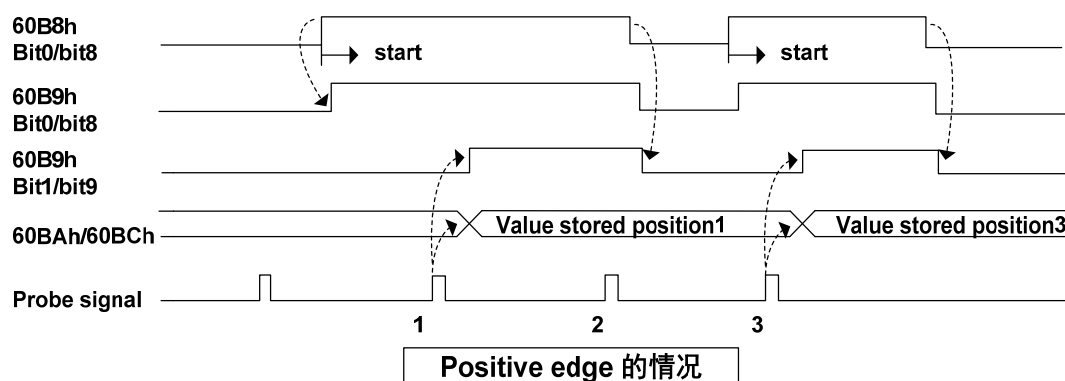 60B8h
Bit0/bit8
start
start
60B9h
Bit0/bit8
60B9h
Bit1/bit9
60BAh/60BCh
Value stored position1
Value stored position3
Probe signal
1
2
3
Positive edge 的情况